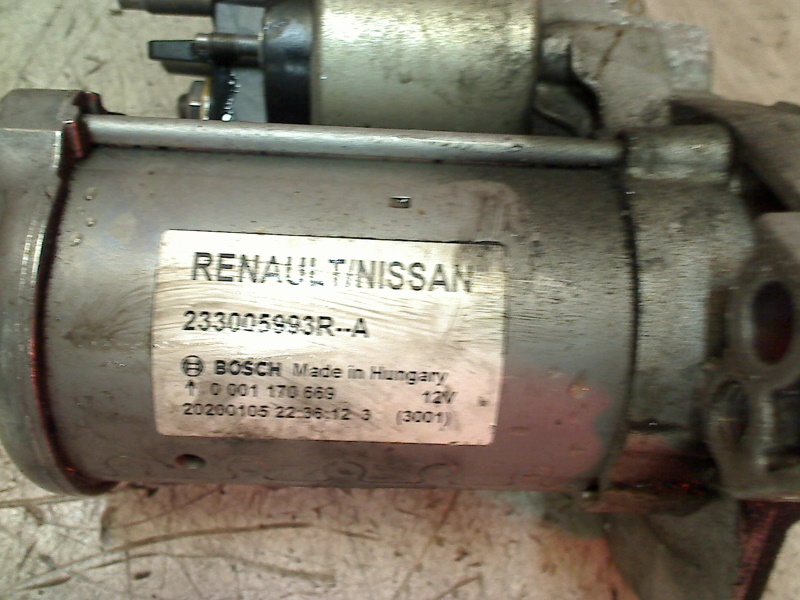 RENAULT/NISSAN
233005993R--A
BOSCH Made in Hungary
↑ 0 001 170 669 12V
20200105 22:36:12 3 (3001)